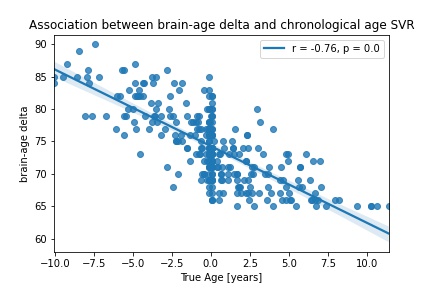 Association between brain-age delta and chronological age SVR
r = -0.76, p = 0.0
90
85
80
75
70
65
60
brain-age delta
-10.0 -7.5 -5.0 -2.5 0.0 2.5 5.0 7.5 10.0
True Age [years]